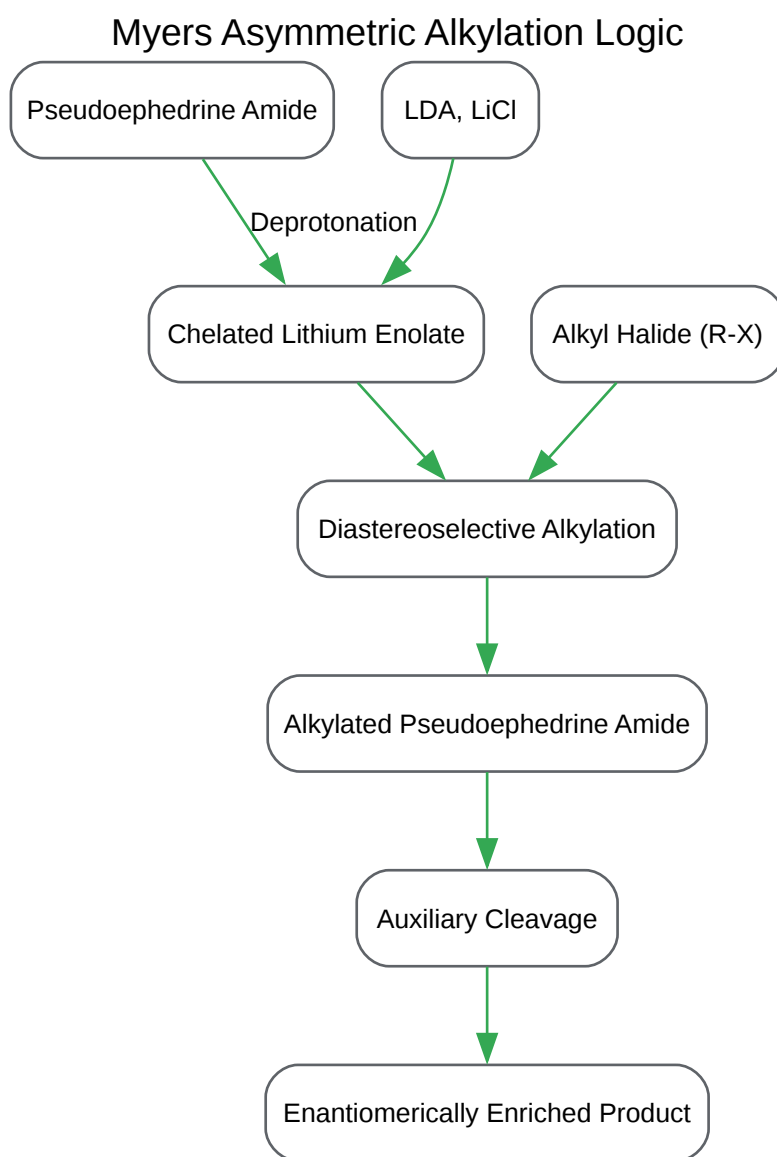 Myers Asymmetric Alkylation Logic
Pseudoephedrine Amide
LDA, LiCl
Deprotonation
Chelated Lithium Enolate
Alkyl Halide (R-X)
Diastereoselective Alkylation
Alkylated Pseudoephedrine Amide
Auxiliary Cleavage
Enantiomerically Enriched Product